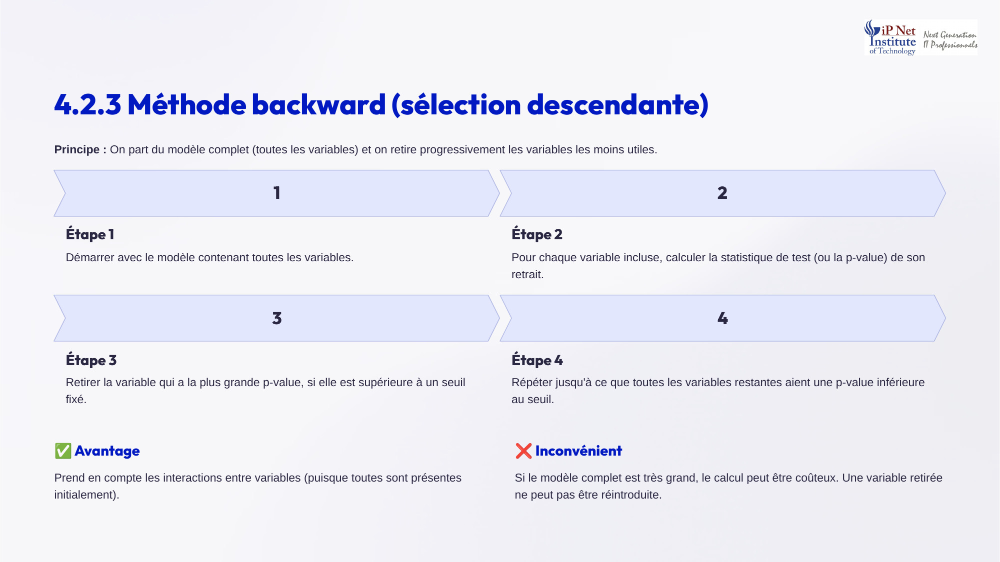 iP Net
Institute
of Technology
Next Generation
IT Professionnels
4.2.3 Méthode backward (sélection descendante)
Principe : On part du modèle complet (toutes les variables) et on retire progressivement les variables les moins utiles.
1
2
Étape 1
Démarrer avec le modèle contenant toutes les variables.
Étape 2
Pour chaque variable incluse, calculer la statistique de test (ou la p-value) de son
retrait.
3
4
Étape 3
Retirer la variable qui a la plus grande p-value, si elle est supérieure à un seuil
fixé.
Étape 4
Répéter jusqu'à ce que toutes les variables restantes aient une p-value inférieure
au seuil.
✅ Avantage
Prend en compte les interactions entre variables (puisque toutes sont présentes
initialement).
❌ Inconvénient
Si le modèle complet est très grand, le calcul peut être coûteux. Une variable retirée
ne peut pas être réintroduite.